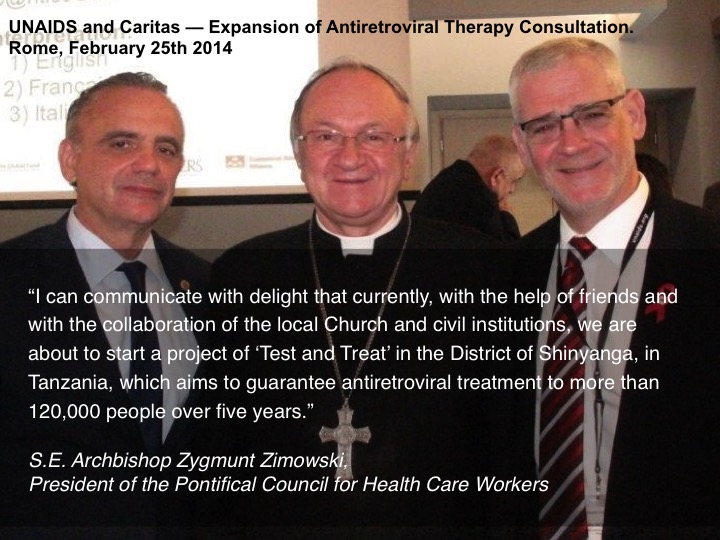 UNAIDS and Caritas — Expansion of Antiretroviral Therapy Consultation.
Rome, February 25th 2014
1) English
2)
3)
“I can communicate with delight that currently, with the help of friends and
with the collaboration of the local Church and civil institutions, we are
about to start a project of ‘Test and Treat’ in the District of Shinyanga, in
Tanzania, which aims to guarantee antiretroviral treatment to more than
120,000 people over five years.”
S.E. Archbishop Zygmunt Zimowski,
President of the Pontifical Council for Health Care Workers